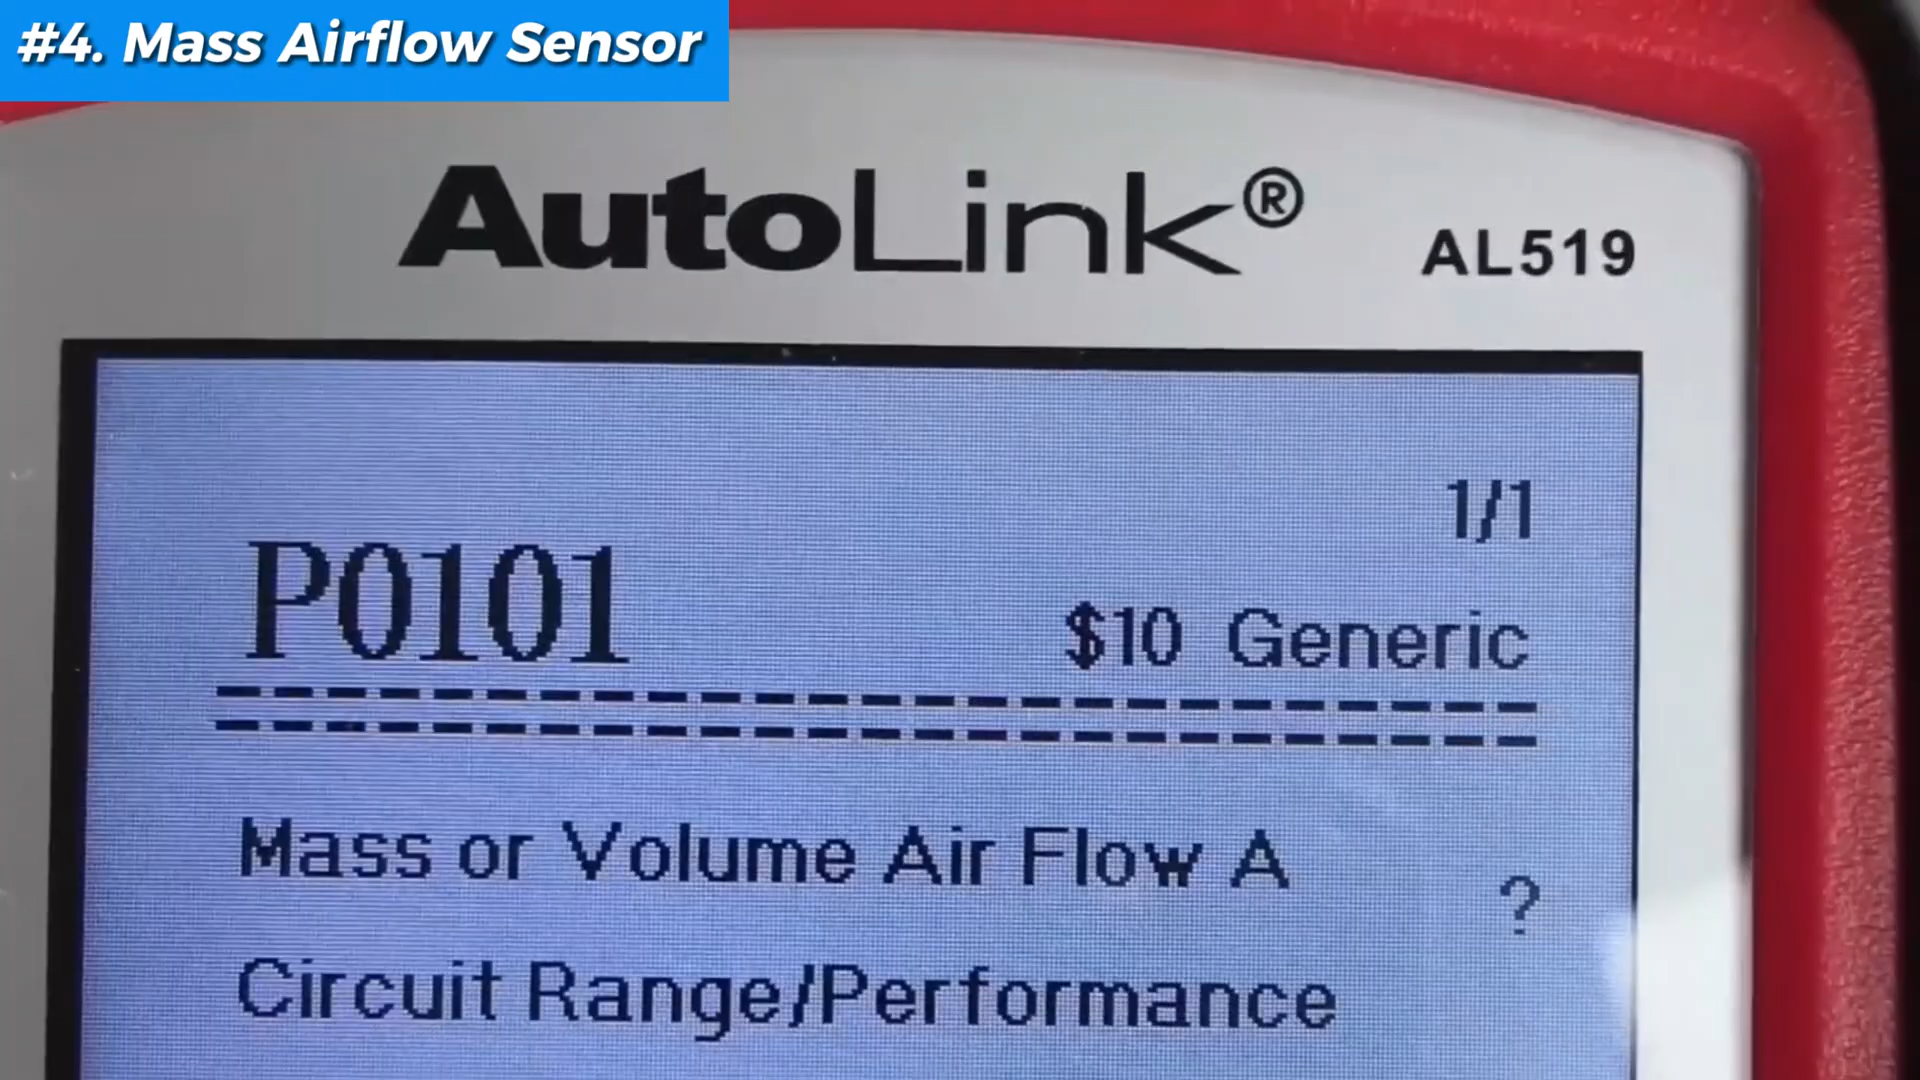 #4. Mass Airflow Sensor
AutoLink® AL519
1/1
P0101 $10 Generic
Mass or Volume Air Flow A
?
Circuit Range/Performance